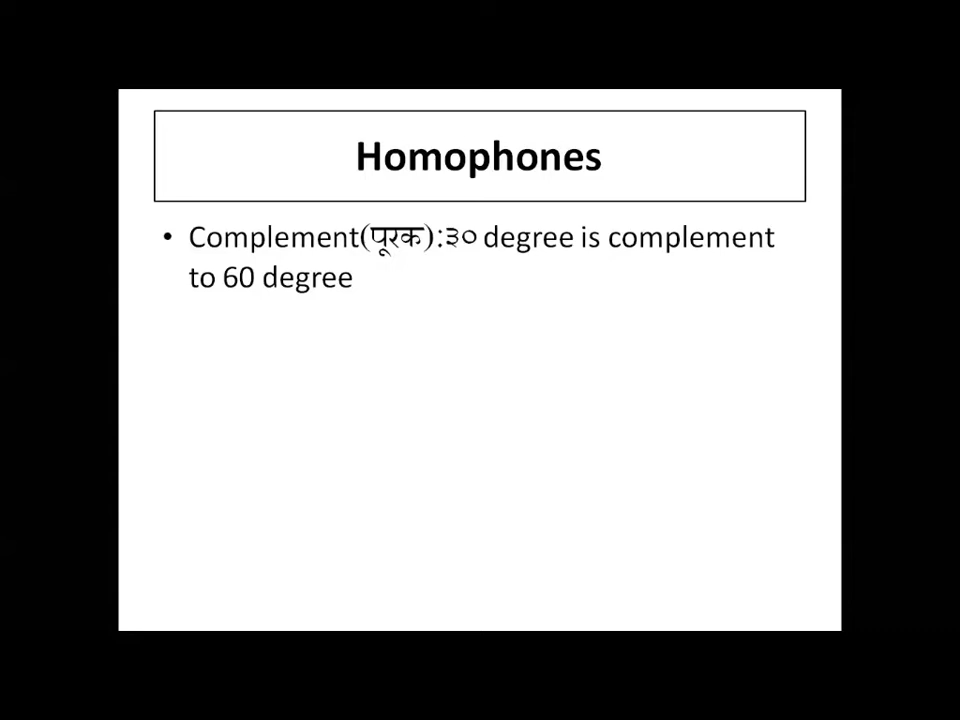 Homophones
• Complement(पूरक):३० degree is complement
to 60 degree